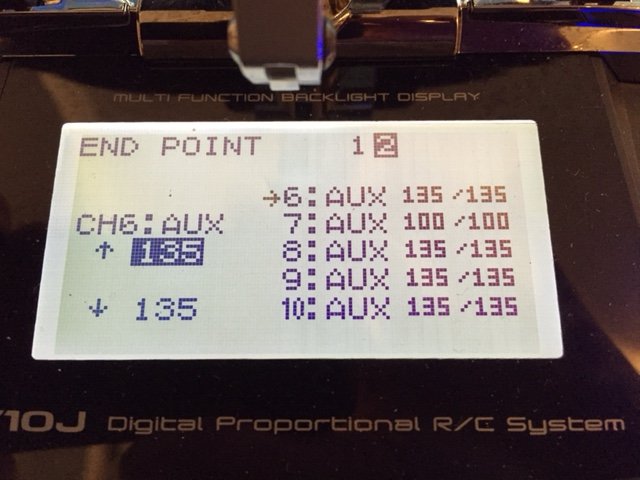 MULTI FUNCTION BACKLIGHT DISPLAY
END POINT 1 2
→6:AUX 135/135
CH6:AUX 7:AUX 100/100
↑ 135 8:AUX 135/135
9:AUX 135/135
↓ 135 10:AUX 135/135
10J Digital Proportional R/C System